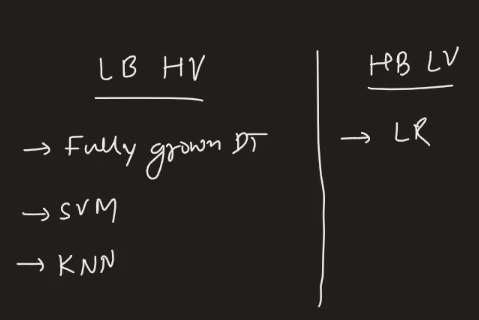 LB HV
→ Fully grown DT
→ SVM
→ KNN
HB LV
→ LR